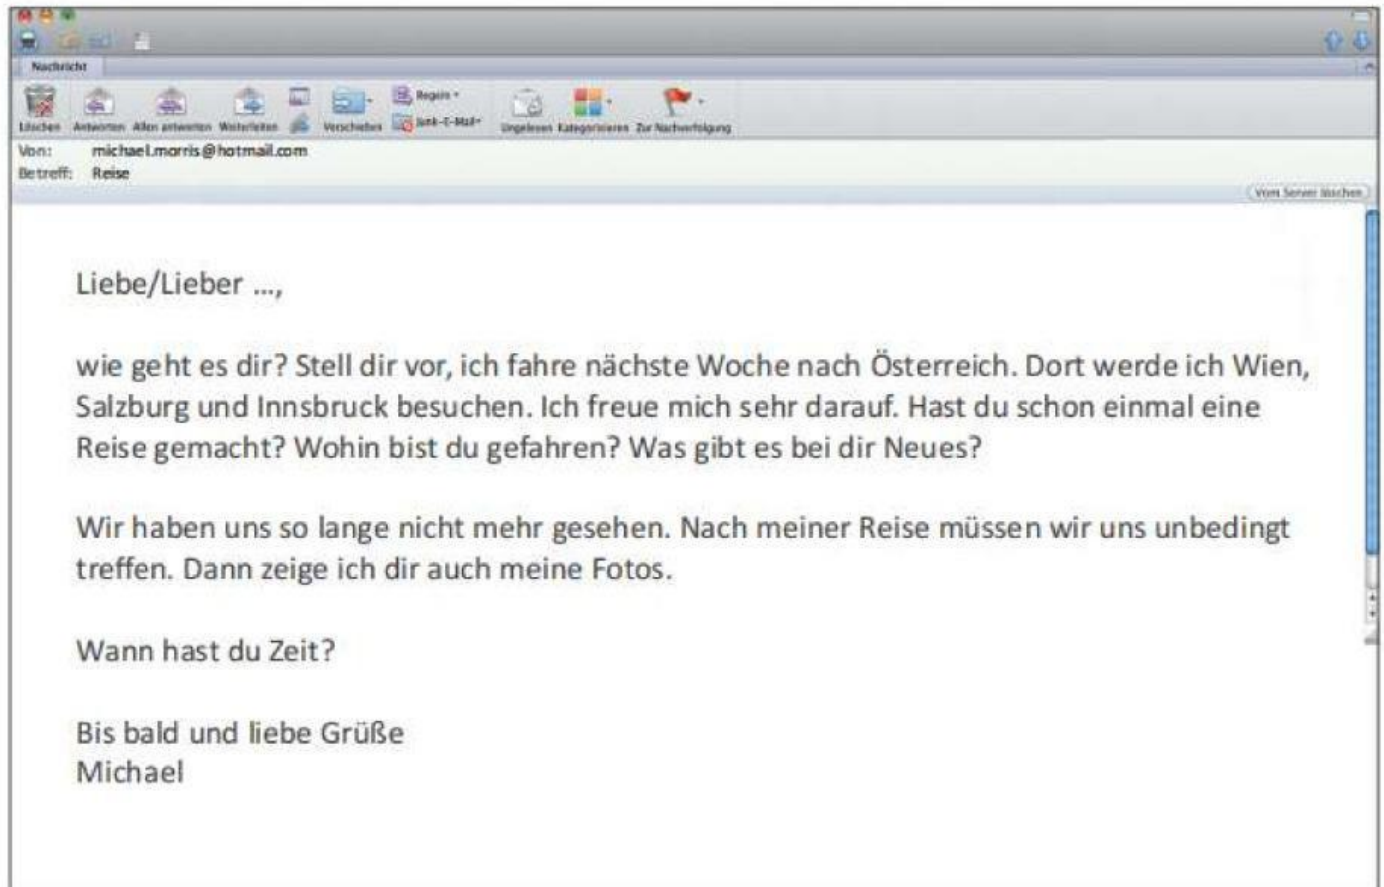 Nachricht
Löschen Antworten Allen antworten Weiterleiten Verschieben Regeln Junk-E-Mail Ungelesen Kategorisieren Zur Nachverfolgung
Von: michael.morris@hotmail.com
Betreff: Reise
Vom Server löschen
Liebe/Lieber ...,
wie geht es dir? Stell dir vor, ich fahre nächste Woche nach Österreich. Dort werde ich Wien,
Salzburg und Innsbruck besuchen. Ich freue mich sehr darauf. Hast du schon einmal eine
Reise gemacht? Wohin bist du gefahren? Was gibt es bei dir Neues?
Wir haben uns so lange nicht mehr gesehen. Nach meiner Reise müssen wir uns unbedingt
treffen. Dann zeige ich dir auch meine Fotos.
Wann hast du Zeit?
Bis bald und liebe Grüße
Michael